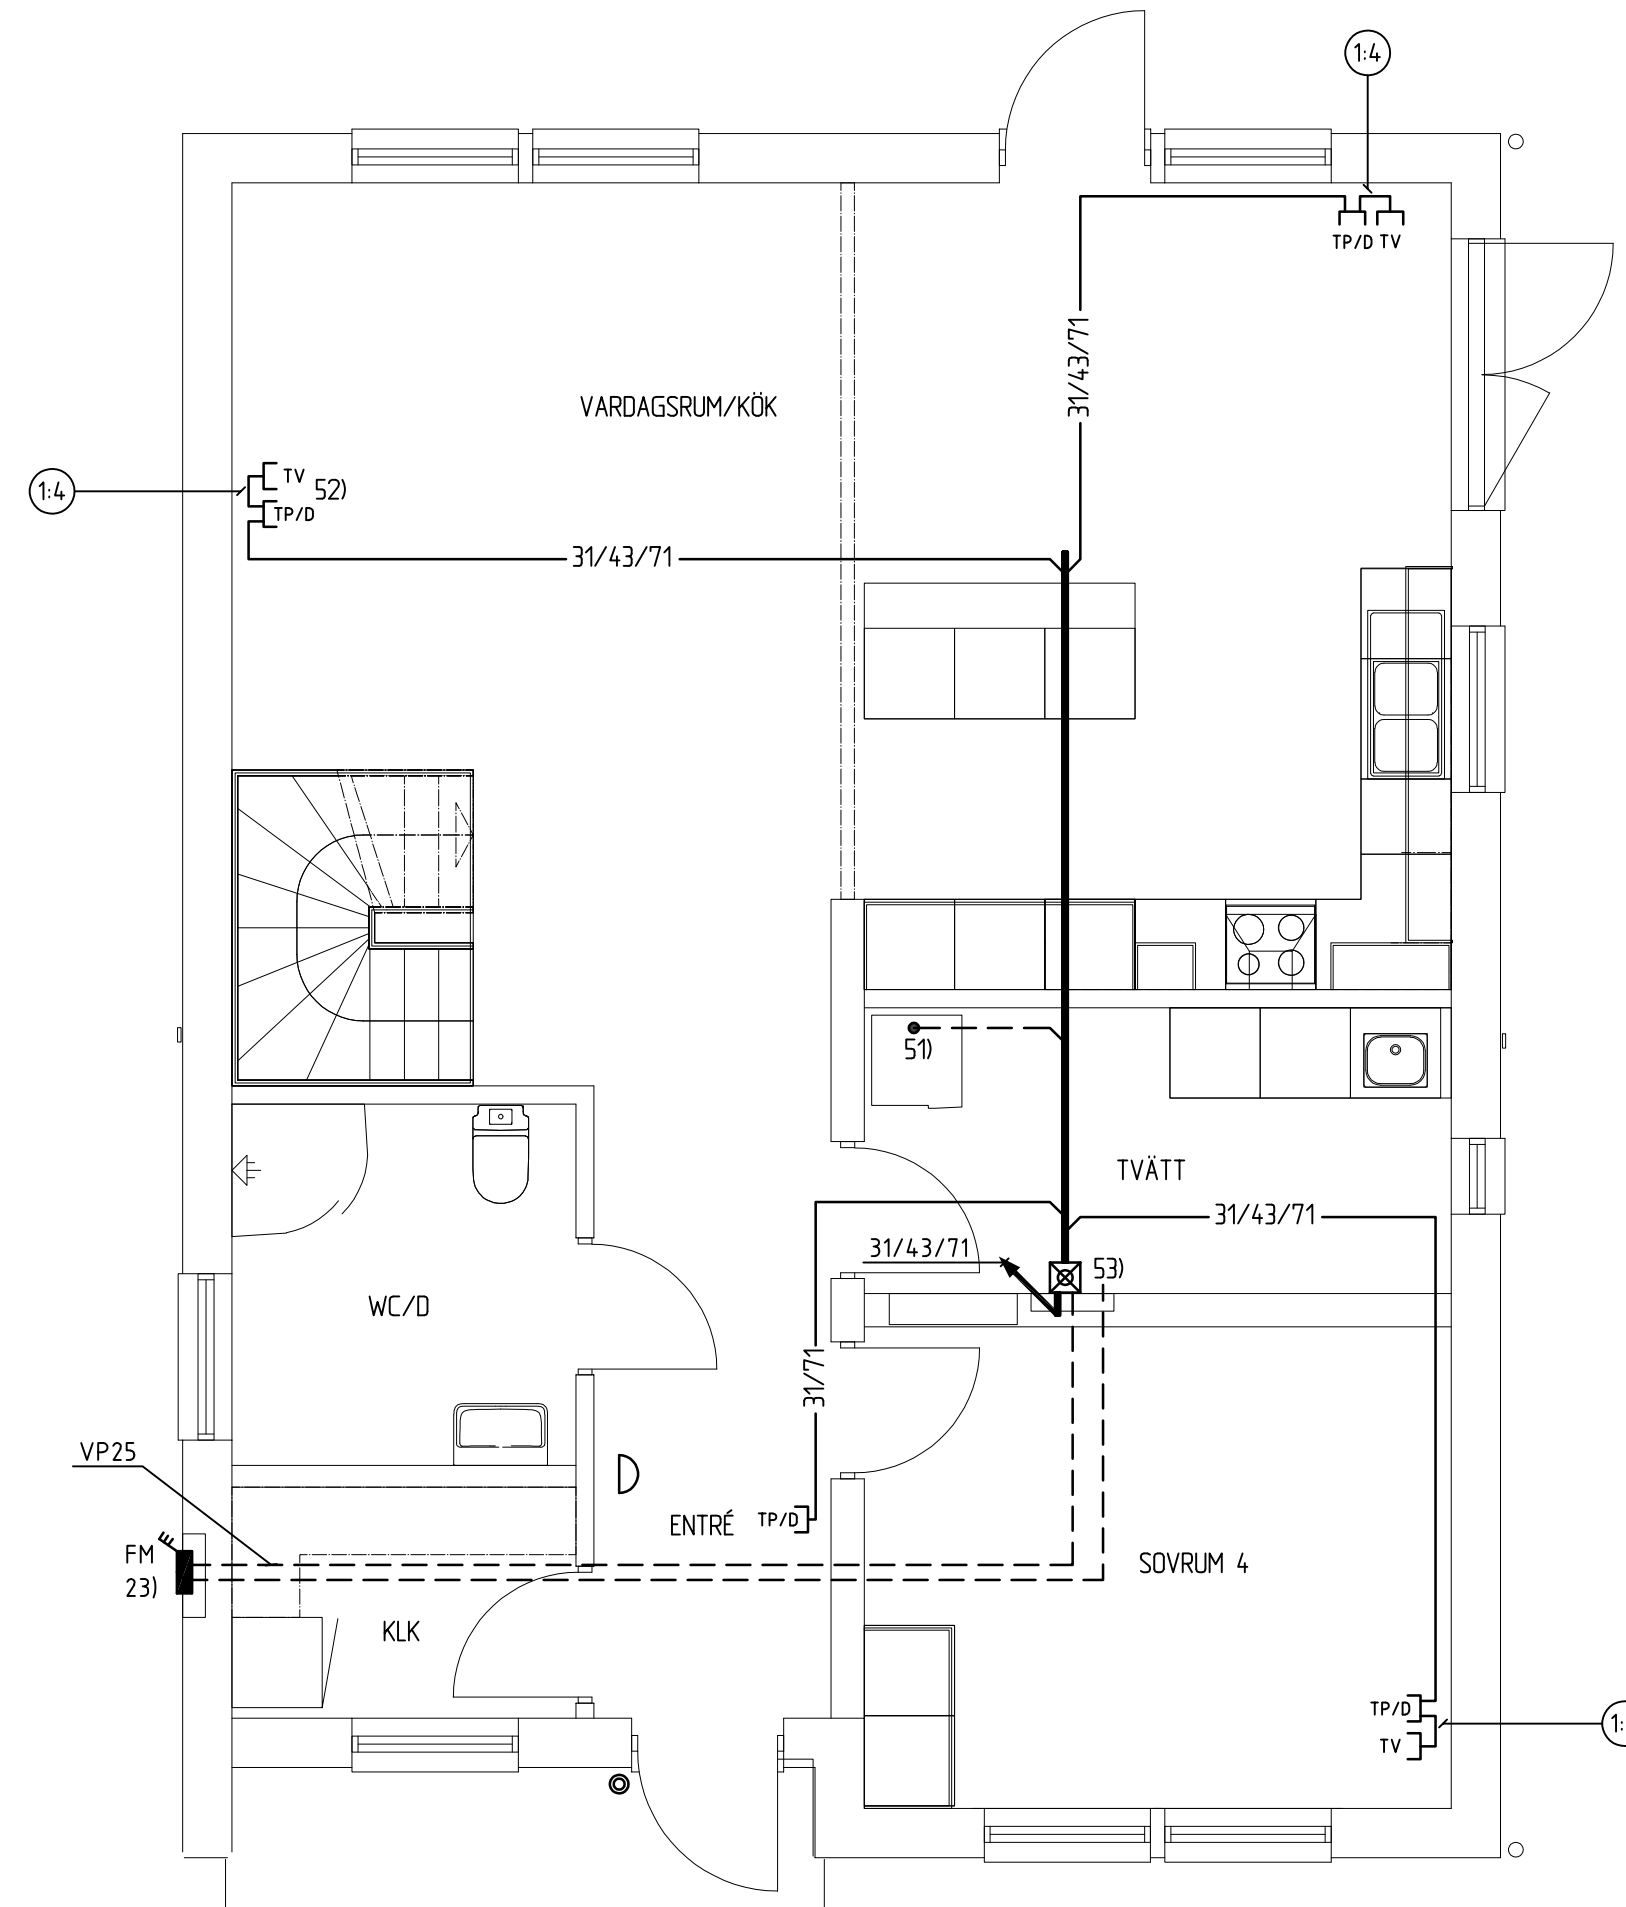 1:4
TP/D TV
31/43/71
VARDAGSRUM/KÖK
1:4
TV
52)
TP/D
31/43/71
51)
TVÄTT
31/43/71
31/43/71
53)
WC/D
31/71
VP25
ENTRÉ
TP/D
FM
23)
SOVRUM 4
KLK
TP/D
TV
1: